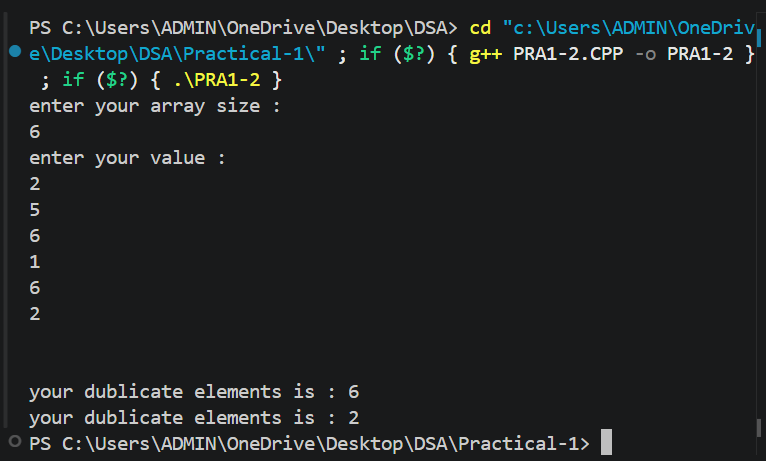 PS C:\Users\ADMIN\OneDrive\Desktop\DSA> cd "c:\Users\ADMIN\OneDriv
e\Desktop\DSA\Practical-1\" ; if ($?) { g++ PRA1-2.CPP -o PRA1-2 }
 ; if ($?) { .\PRA1-2 }
enter your array size :
6
enter your value :
2
5
6
1
6
2
your dublicate elements is : 6
your dublicate elements is : 2
PS C:\Users\ADMIN\OneDrive\Desktop\DSA\Practical-1>